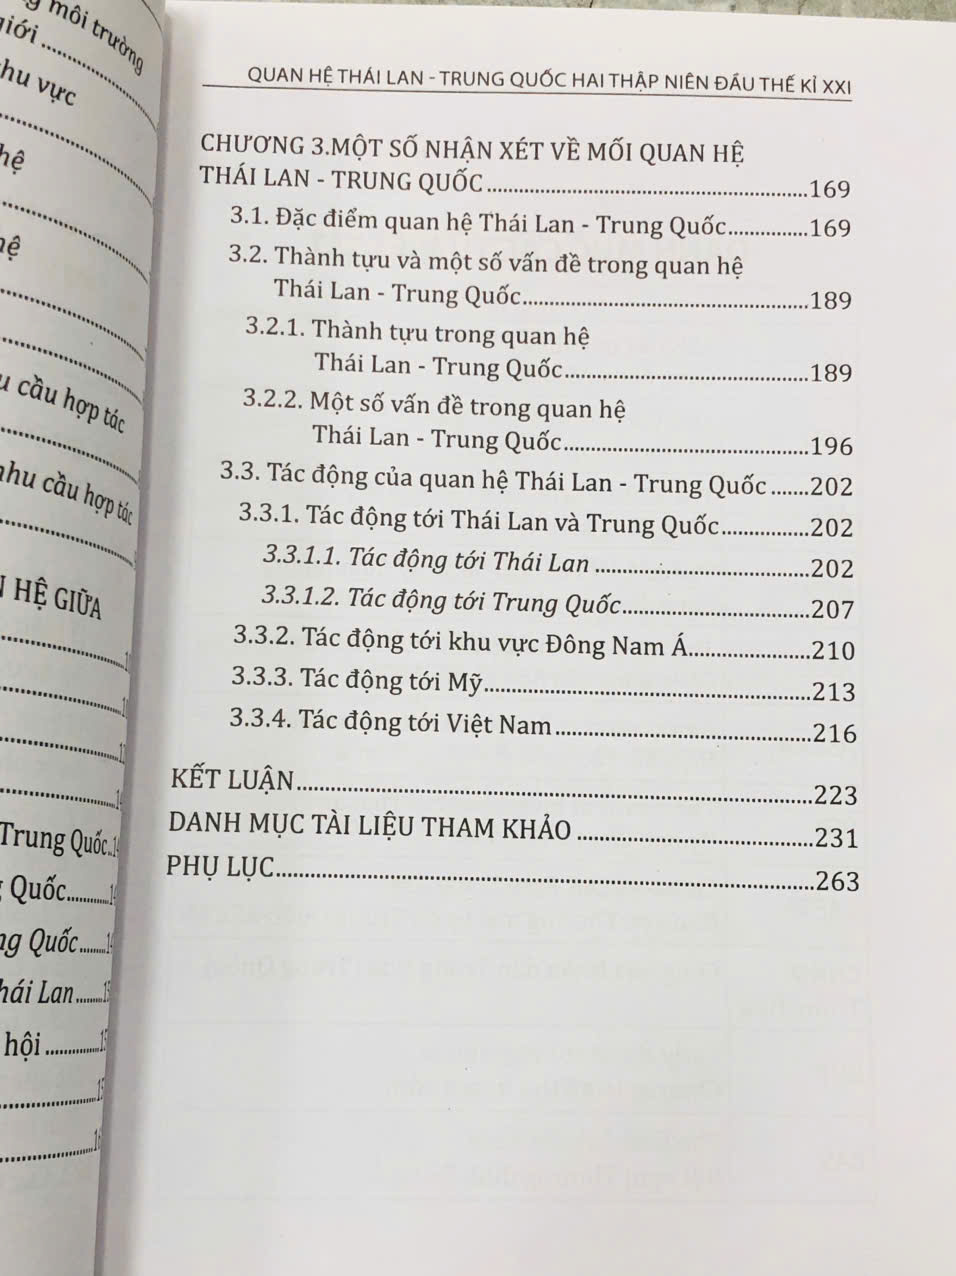 môi trường
giới
khu vực
hệ
hệ
cầu hợp tác
nhu cầu hợp tác
HỆ GIỮA
Trung Quốc
Quốc
Quốc
Thái Lan
hội
QUAN HỆ THÁI LAN - TRUNG QUỐC HAI THẬP NIÊN ĐẦU THẾ KỈ XXI
CHƯƠNG 3.MỘT SỐ NHẬN XÉT VỀ MỐI QUAN HỆ
THÁI LAN - TRUNG QUỐC.....169
3.1. Đặc điểm quan hệ Thái Lan - Trung Quốc.....169
3.2. Thành tựu và một số vấn đề trong quan hệ
Thái Lan - Trung Quốc.....189
3.2.1. Thành tựu trong quan hệ
Thái Lan - Trung Quốc.....189
3.2.2. Một số vấn đề trong quan hệ
Thái Lan - Trung Quốc.....196
3.3. Tác động của quan hệ Thái Lan - Trung Quốc .....202
3.3.1. Tác động tới Thái Lan và Trung Quốc.....202
3.3.1.1. Tác động tới Thái Lan .....202
3.3.1.2. Tác động tới Trung Quốc.....207
3.3.2. Tác động tới khu vực Đông Nam Á.....210
3.3.3. Tác động tới Mỹ.....213
3.3.4. Tác động tới Việt Nam.....216
KẾT LUẬN.....223
DANH MỤC TÀI LIỆU THAM KHẢO .....231
PHỤ LỤC.....263